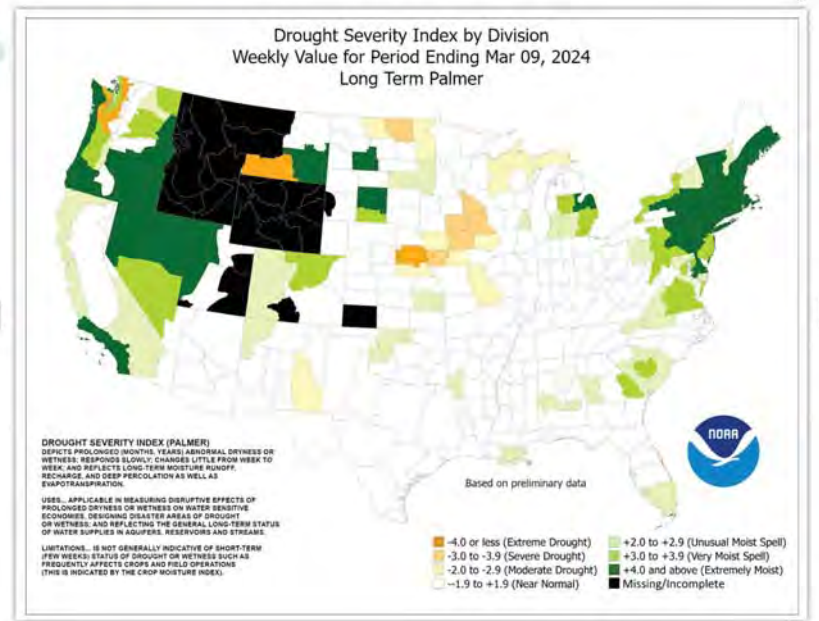 Drought Severity Index by Division
Weekly Value for Period Ending Mar 09, 2024
Long Term Palmer
DROUGHT SEVERITY INDEX (PALMER)
DEPICTS PROLONGED (MONTHS, YEARS) ABNORMAL DRYNESS OR
WETNESS; RESPONDS SLOWLY; CHANGES LITTLE FROM WEEK TO
WEEK; AND REFLECTS LONG-TERM MOISTURE RUNOFF,
RECHARGE, AND DEEP PERCOLATION AS WELL AS
EVAPOTRANSPIRATION.
USES... APPLICABLE IN MEASURING DISRUPTIVE EFFECTS OF
PROLONGED DRYNESS OR WETNESS ON WATER SENSITIVE
ECONOMIES, DESIGNING DISASTER AREAS OF DROUGHT
OR WETNESS; AND REFLECTING THE GENERAL LONG-TERM STATUS
OF WATER SUPPLIES IN AQUIFERS, RESERVOIRS AND STREAMS.
LIMITATIONS... IS NOT GENERALLY INDICATIVE OF SHORT-TERM
(FEW WEEKS) STATUS OF DROUGHT OR WETNESS SUCH AS
FREQUENTLY AFFECTS CROPS AND FIELD OPERATIONS
(THIS IS INDICATED BY THE CROP MOISTURE INDEX).
NOAA
Based on preliminary data
-4.0 or less (Extreme Drought)
-3.0 to -3.9 (Severe Drought)
-2.0 to -2.9 (Moderate Drought)
--1.9 to +1.9 (Near Normal)
+2.0 to +2.9 (Unusual Moist Spell)
+3.0 to +3.9 (Very Moist Spell)
+4.0 and above (Extremely Moist)
Missing/Incomplete